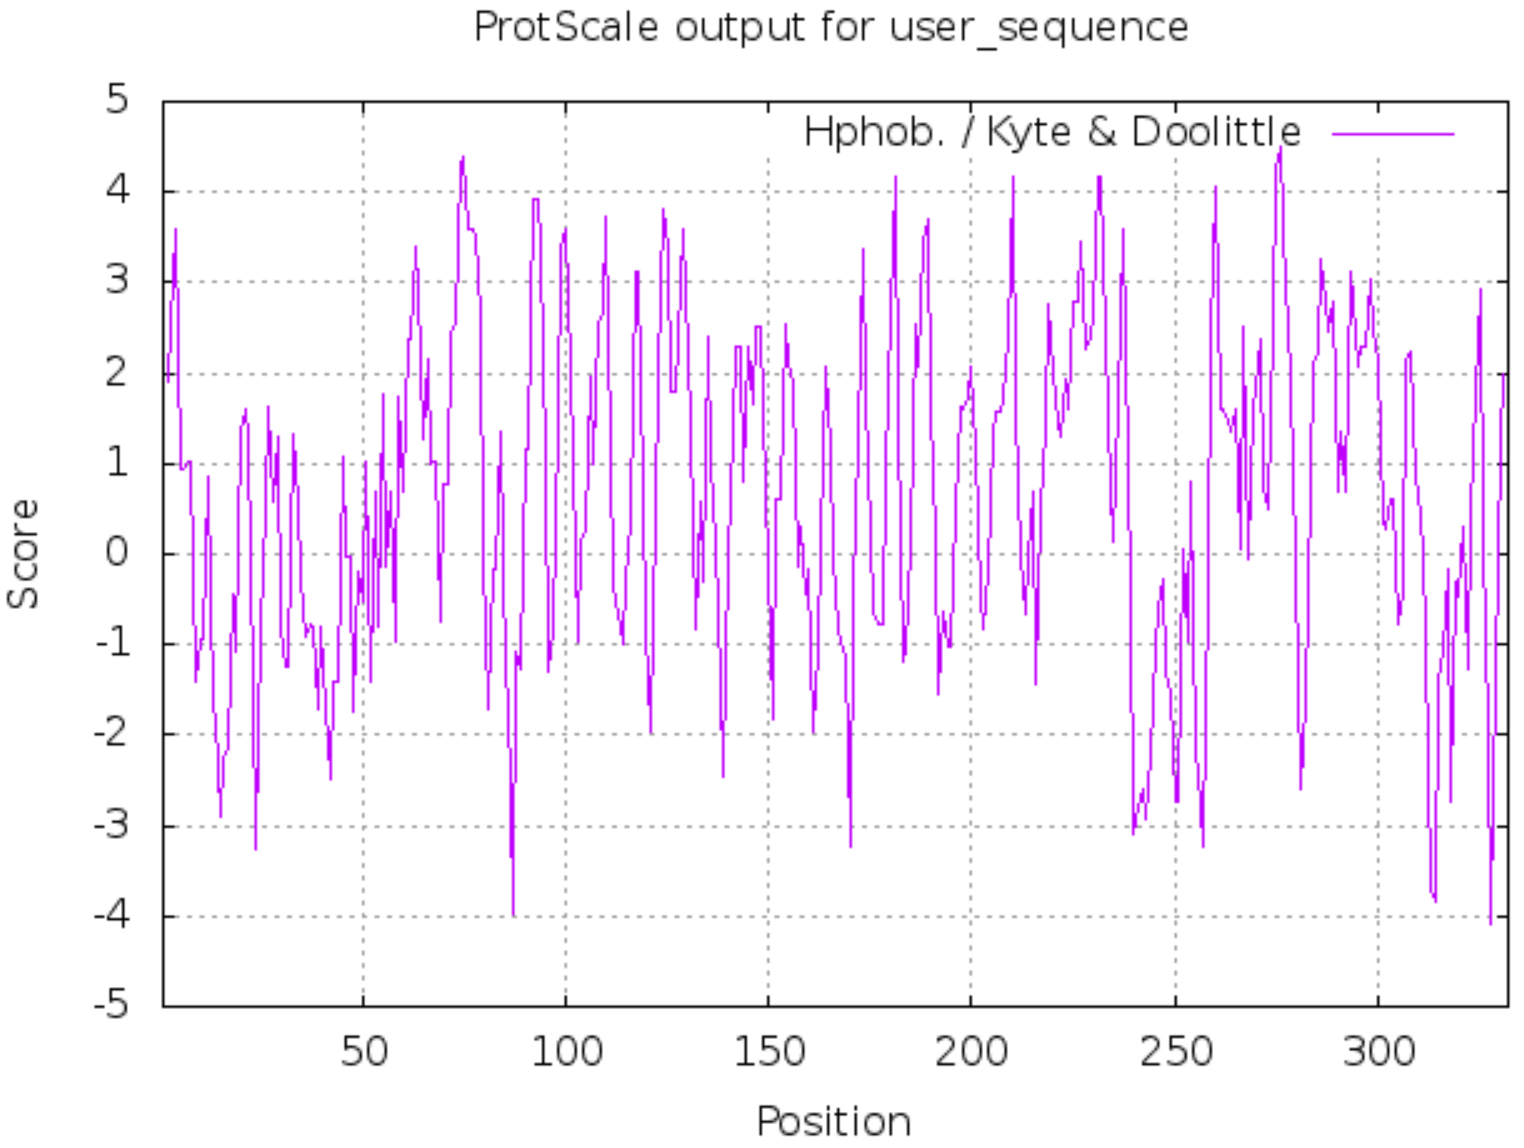 ProtScale output for user_sequence
Hphob. / Kyte & Doolittle
5
4
3
2
1
0
-1
-2
-3
-4
-5
Score
50 100 150 200 250 300
Position